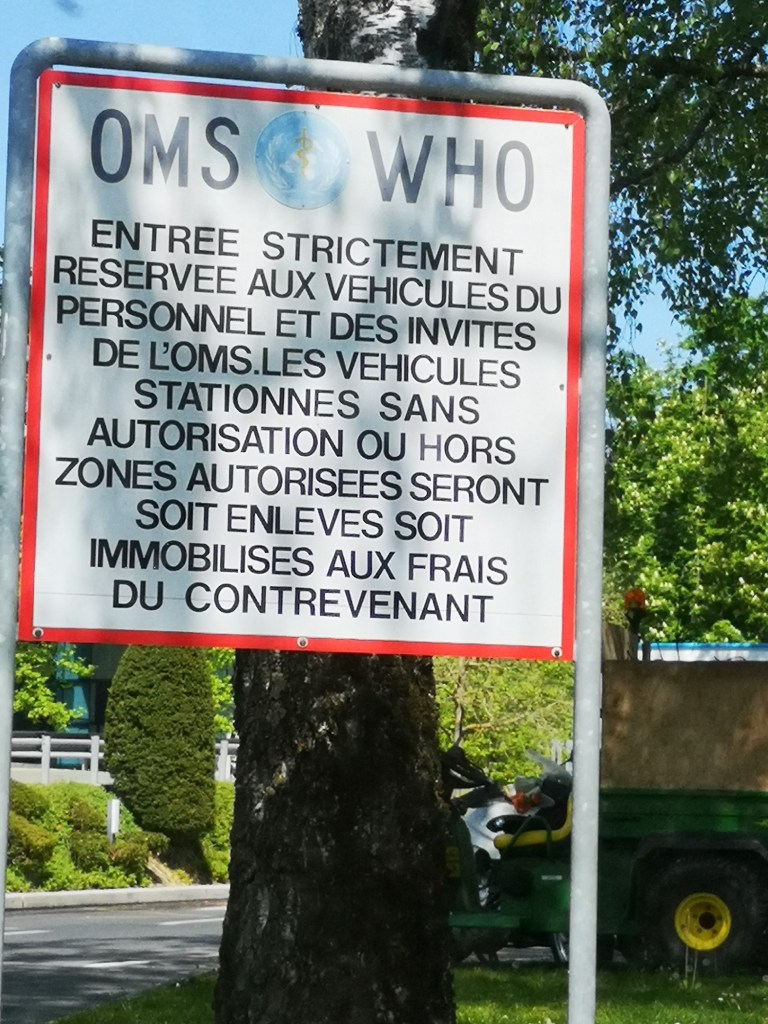 OMS WHO
ENTREE STRICTEMENT
RESERVEE AUX VEHICULES DU
PERSONNEL ET DES INVITES
DE L'OMS.LES VEHICULES
STATIONNES SANS
AUTORISATION OU HORS
ZONES AUTORISEES SERONT
SOIT ENLEVES SOIT
IMMOBILISES AUX FRAIS
DU CONTREVENANT